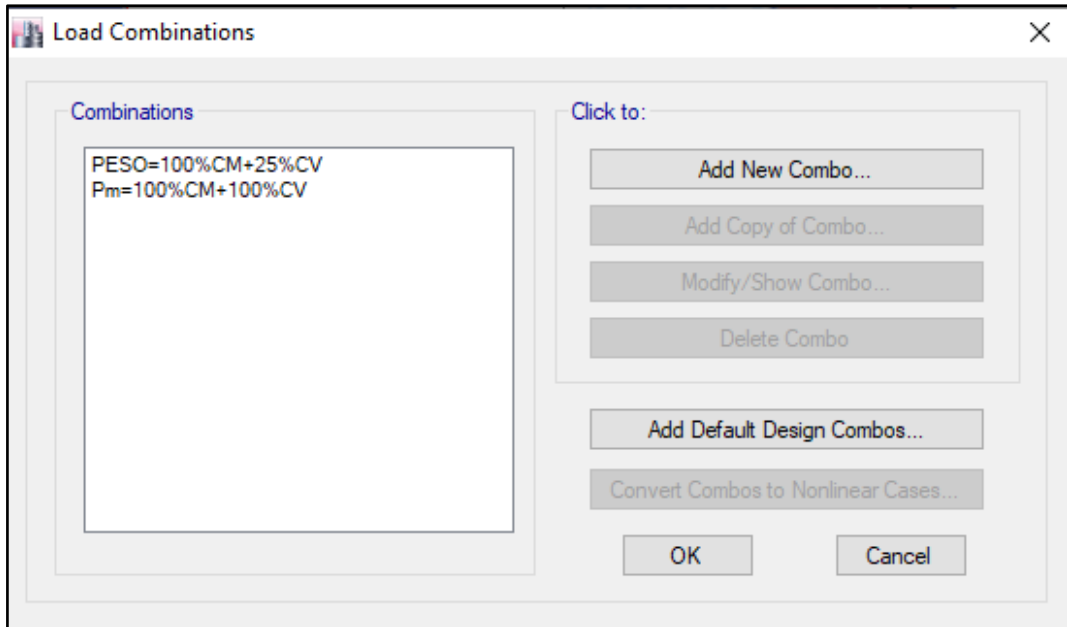 Load Combinations
Combinations
PESO=100%CM+25%CV
Pm=100%CM+100%CV
Click to:
Add New Combo...
Add Copy of Combo...
Modify/Show Combo...
Delete Combo
Add Default Design Combos...
Convert Combos to Nonlinear Cases...
OK
Cancel